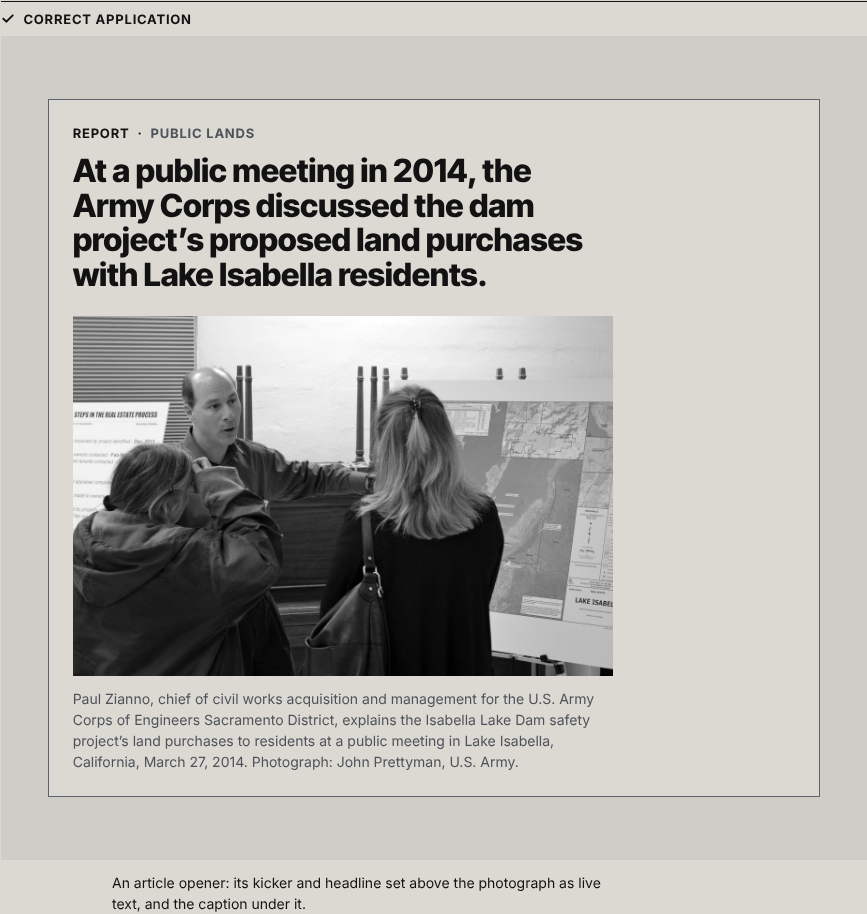 ✓ CORRECT APPLICATION
REPORT · PUBLIC LANDS
At a public meeting in 2014, the
Army Corps discussed the dam
project’s proposed land purchases
with Lake Isabella residents.
STEPS IN THE REAL ESTATE PROCESS
LAKE ISABEL
Paul Zianno, chief of civil works acquisition and management for the U.S. Army
Corps of Engineers Sacramento District, explains the Isabella Lake Dam safety
project’s land purchases to residents at a public meeting in Lake Isabella,
California, March 27, 2014. Photograph: John Prettyman, U.S. Army.
An article opener: its kicker and headline set above the photograph as live
text, and the caption under it.